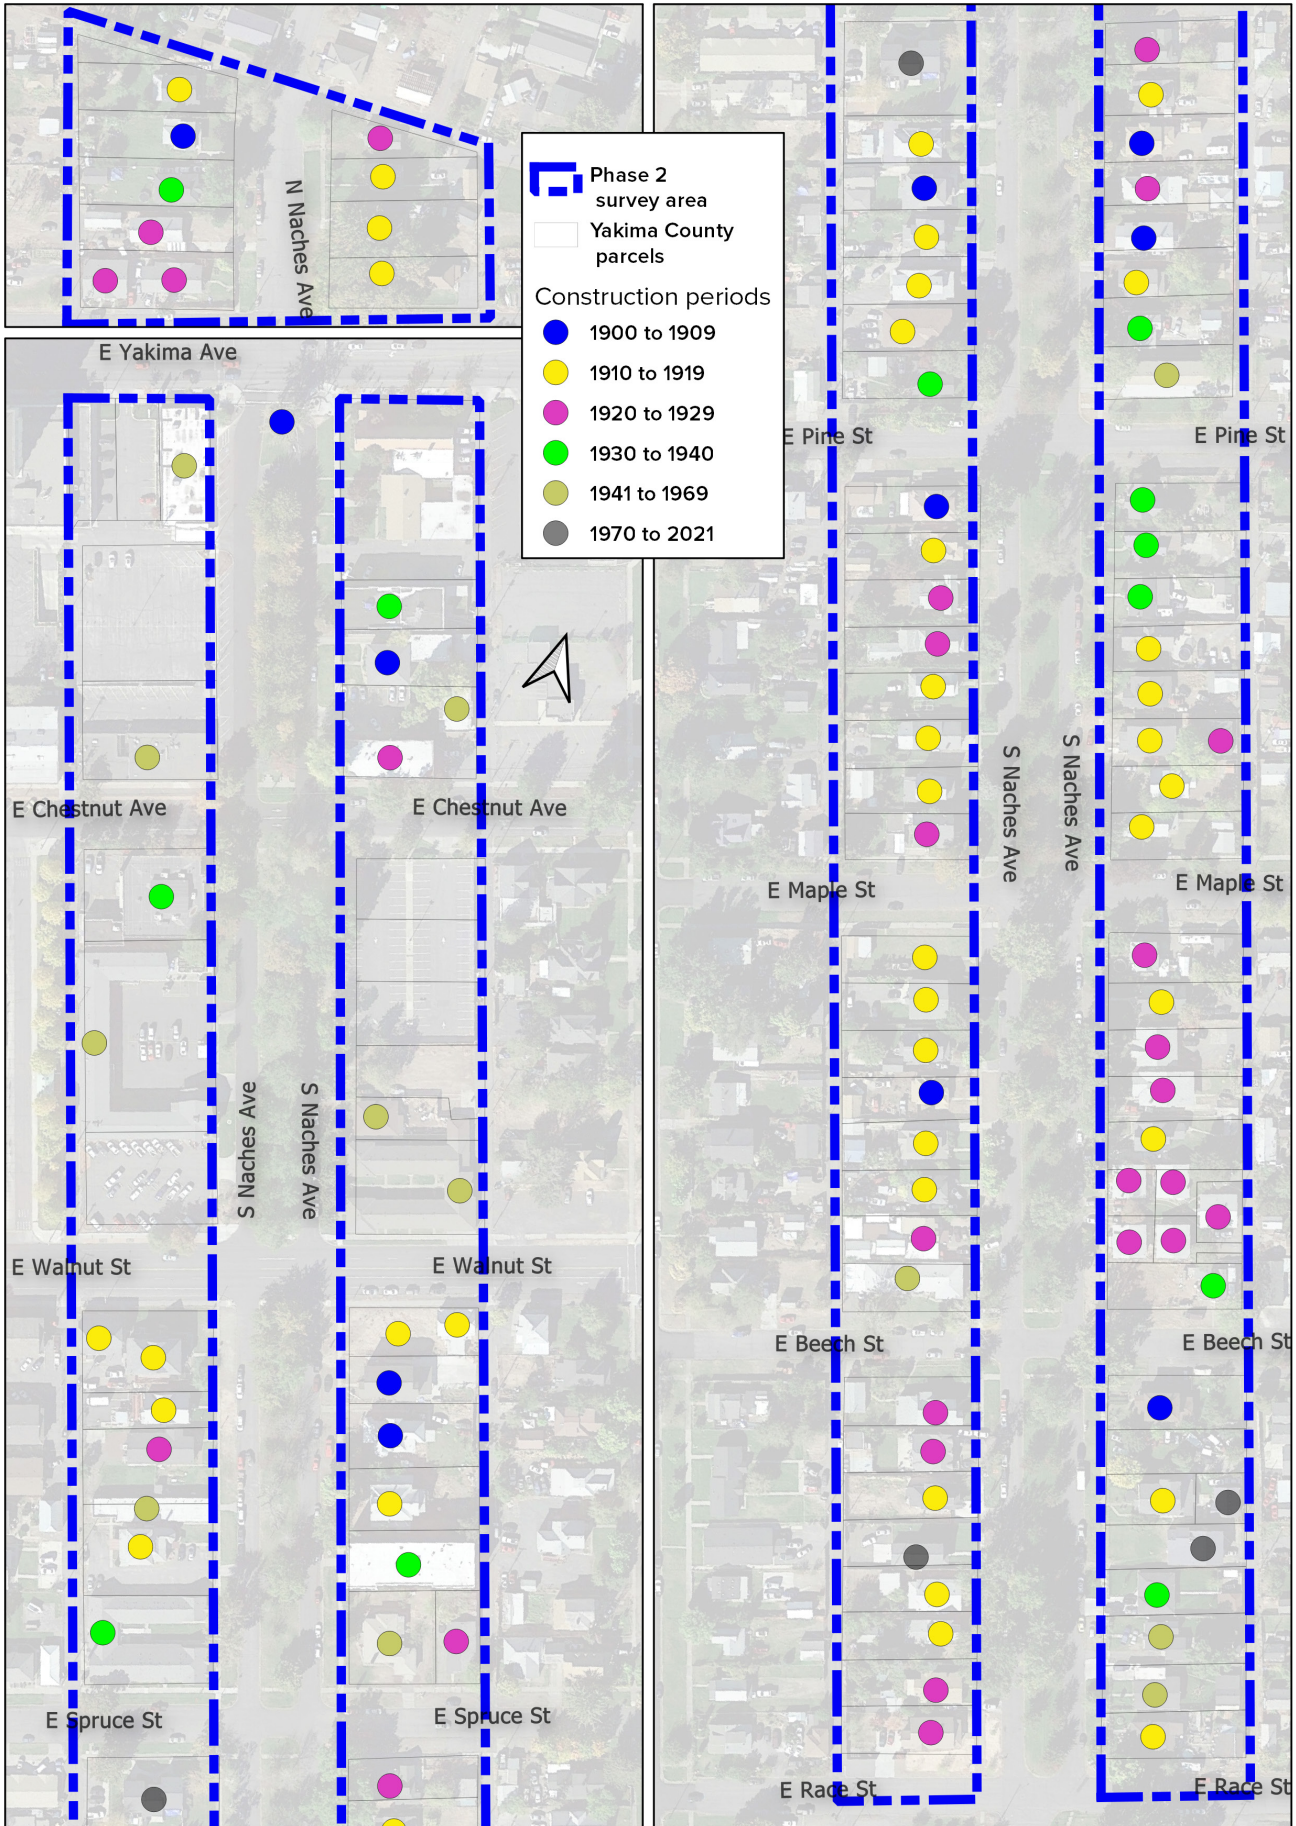 N Naches Ave
Phase 2
survey area
Yakima County
parcels
Construction periods
1900 to 1909
1910 to 1919
1920 to 1929
1930 to 1940
1941 to 1969
1970 to 2021
E Yakima Ave
E Chestnut Ave
E Chestnut Ave
S Naches Ave
S Naches Ave
E Walnut St
E Walnut St
E Spruce St
E Spruce St
E Pine St
E Pine St
S Naches Ave
S Naches Ave
E Maple St
E Maple St
E Beech St
E Beech St
E Race St
E Race St